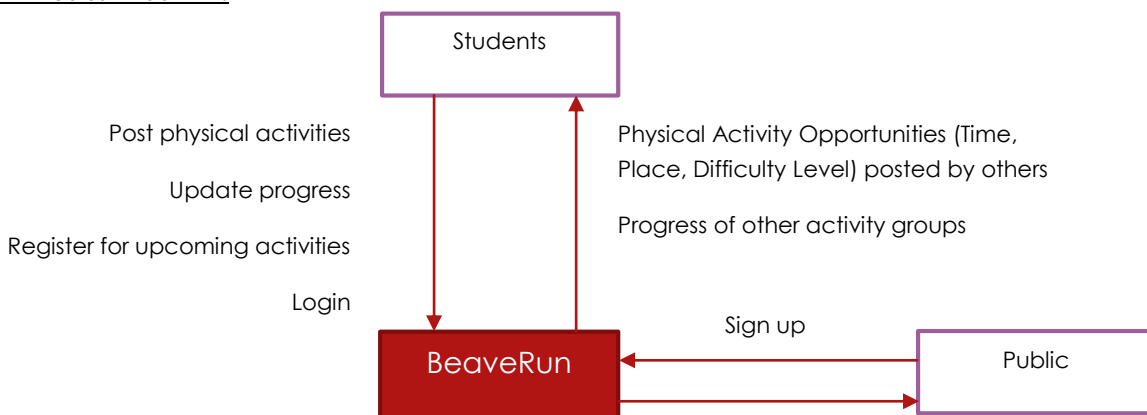 Students
Post physical activities
Update progress
Register for upcoming activities
Login
Physical Activity Opportunities (Time,
Place, Difficulty Level) posted by others
Progress of other activity groups
Sign up
BeaveRun
Public